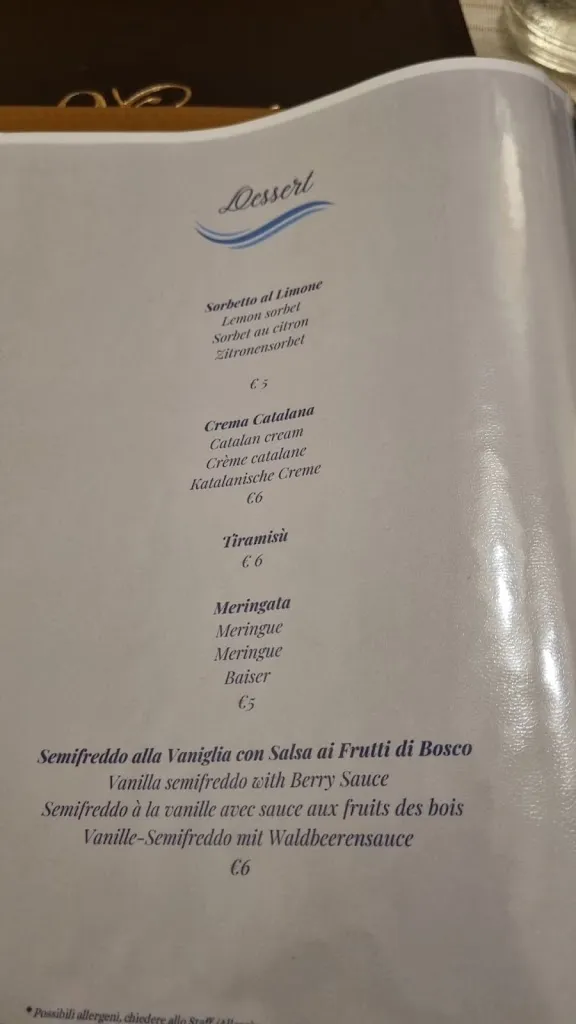 Dessert
Sorbetto al Limone
Lemon sorbet
Sorbet au citron
Zitronensorbet
€ 5
Crema Catalana
Catalan cream
Crème catalane
Katalanische Creme
€6
Tiramisù
€ 6
Meringata
Meringue
Meringue
Baiser
€5
Semifreddo alla Vaniglia con Salsa ai Frutti di Bosco
Vanilla semifreddo with Berry Sauce
Semifreddo à la vanille avec sauce aux fruits des bois
Vanille-Semifreddo mit Waldbeerensauce
€6
* Possibili allergeni, chiedere allo Staff